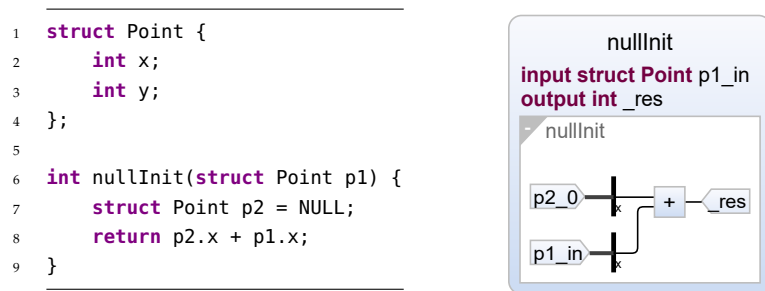 1 struct Point {
2     int x;
3     int y;
4 };
5
6 int nullInit(struct Point p1) {
7     struct Point p2 = NULL;
8     return p2.x + p1.x;
9 }
nullInit
input struct Point p1_in
output int _res
- nullInit
p2_0
x
+
_res
p1_in
x